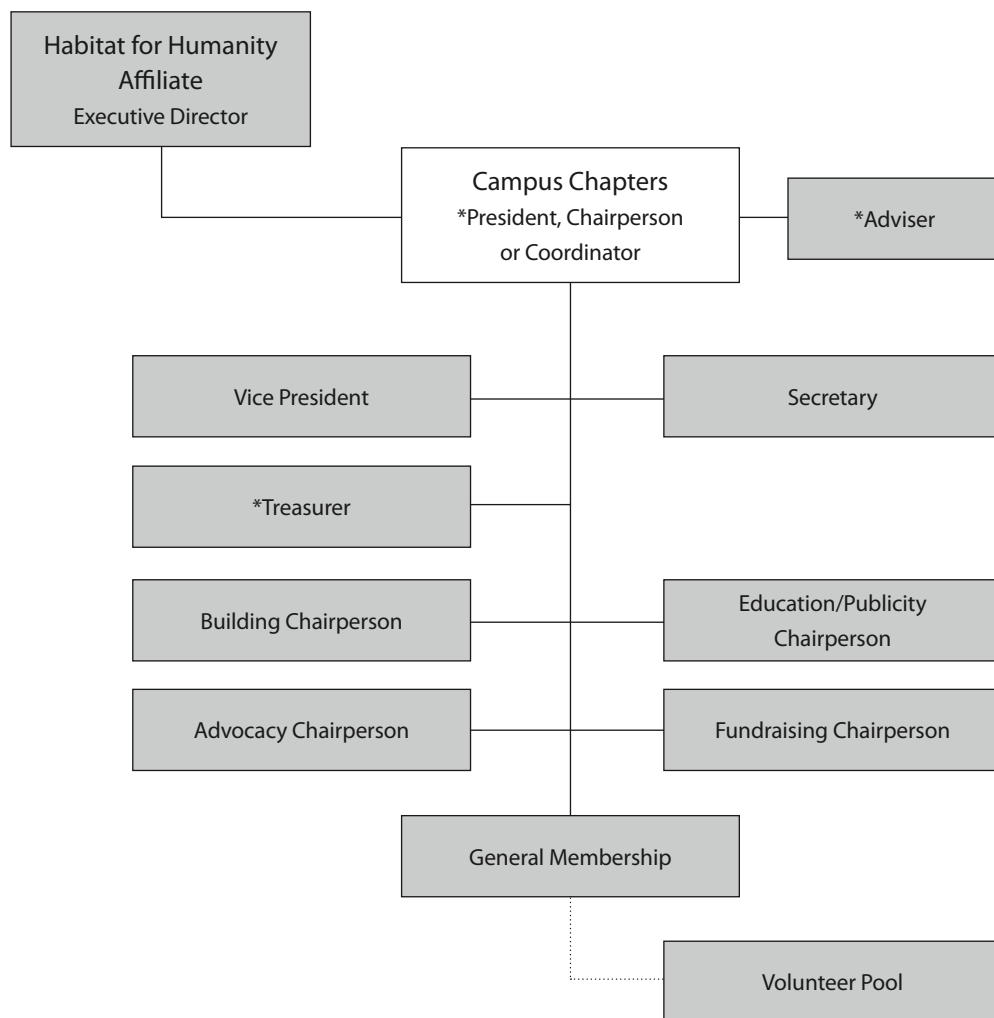 Habitat for Humanity
Affiliate
Executive Director
Campus Chapters
*President, Chairperson
or Coordinator
*Adviser
Vice President
Secretary
*Treasurer
Building Chairperson
Education/Publicity
Chairperson
Advocacy Chairperson
Fundraising Chairperson
General Membership
Volunteer Pool